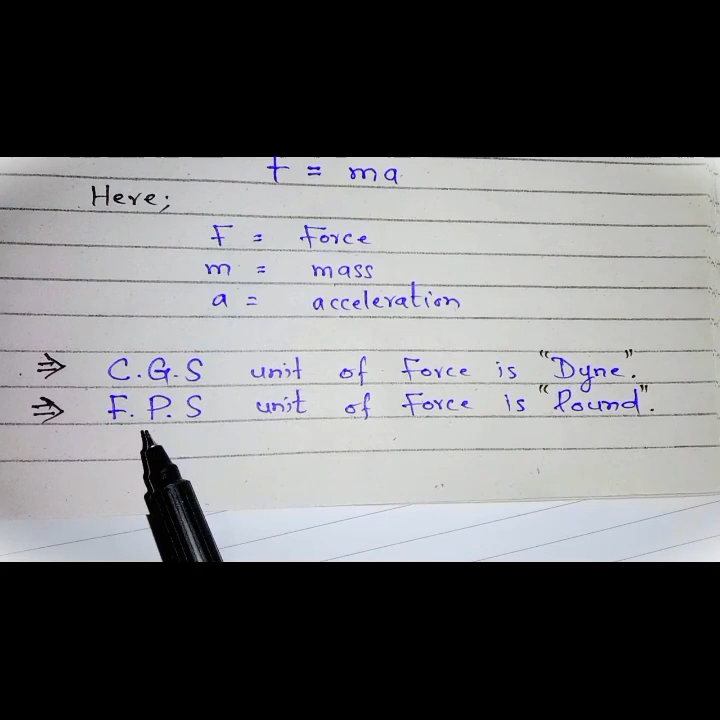 F = ma
Here;
F = Force
m = mass
a = acceleration
⇒ C.G.S unit of Force is "Dyne".
⇒ F.P.S unit of Force is "Pound".